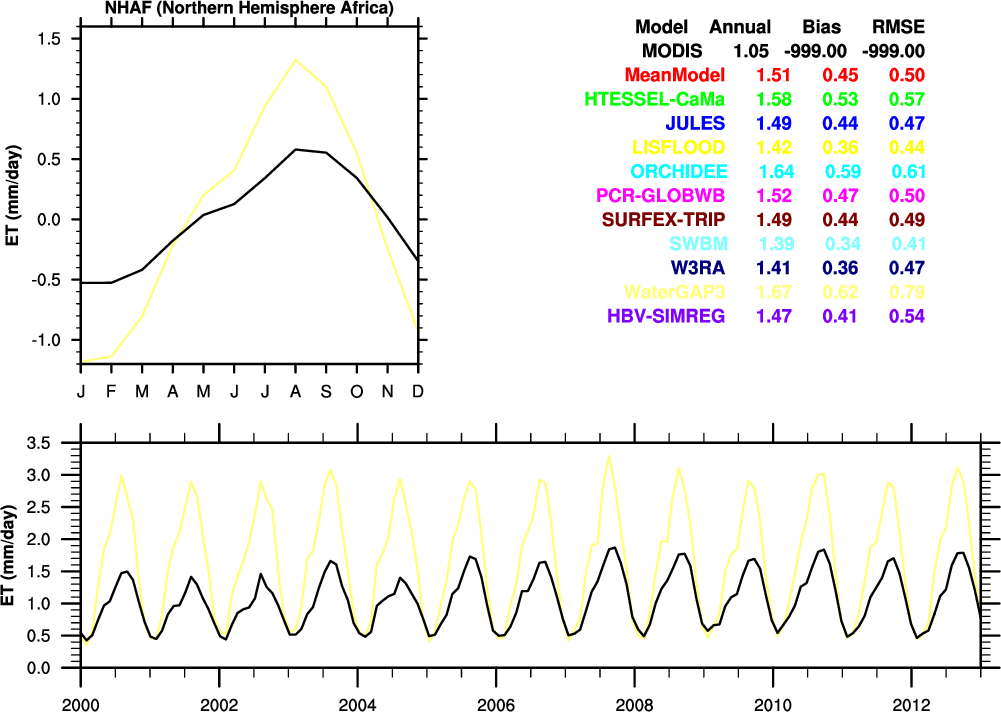 NHAF (Northern Hemisphere Africa)
Model Annual Bias RMSE
MODIS 1.05 -999.00 -999.00
MeanModel 1.51 0.45 0.50
HTESSEL-CaMa 1.58 0.53 0.57
JULES 1.49 0.44 0.47
LISFLOOD 1.42 0.36 0.44
ORCHIDEE 1.64 0.59 0.61
PCR-GLOBWB 1.52 0.47 0.50
SURFEX-TRIP 1.49 0.44 0.49
SWBM 1.39 0.34 0.41
W3RA 1.41 0.36 0.47
WaterGAP3 1.67 0.62 0.79
HBV-SIMREG 1.47 0.41 0.54
ET (mm/day)
1.5
1.0
0.5
0.0
-0.5
-1.0
J F M A M J J A S O N D
ET (mm/day)
3.5
3.0
2.5
2.0
1.5
1.0
0.5
0.0
2000 2002 2004 2006 2008 2010 2012